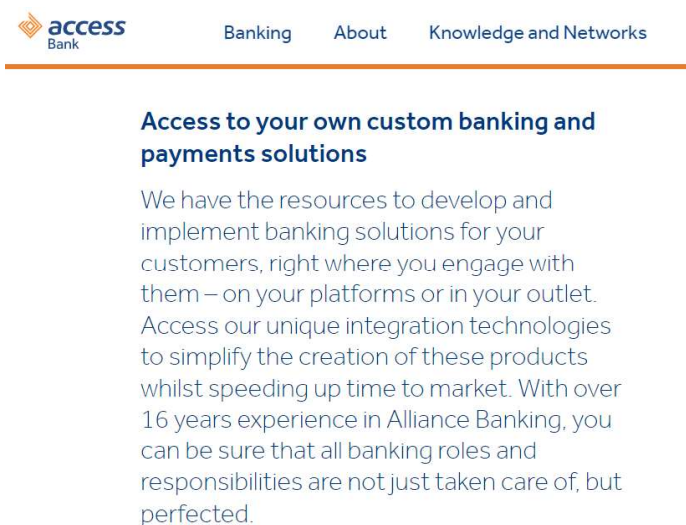 access
Bank
Banking About Knowledge and Networks
Access to your own custom banking and
payments solutions
We have the resources to develop and
implement banking solutions for your
customers, right where you engage with
them – on your platforms or in your outlet.
Access our unique integration technologies
to simplify the creation of these products
whilst speeding up time to market. With over
16 years experience in Alliance Banking, you
can be sure that all banking roles and
responsibilities are not just taken care of, but
perfected.